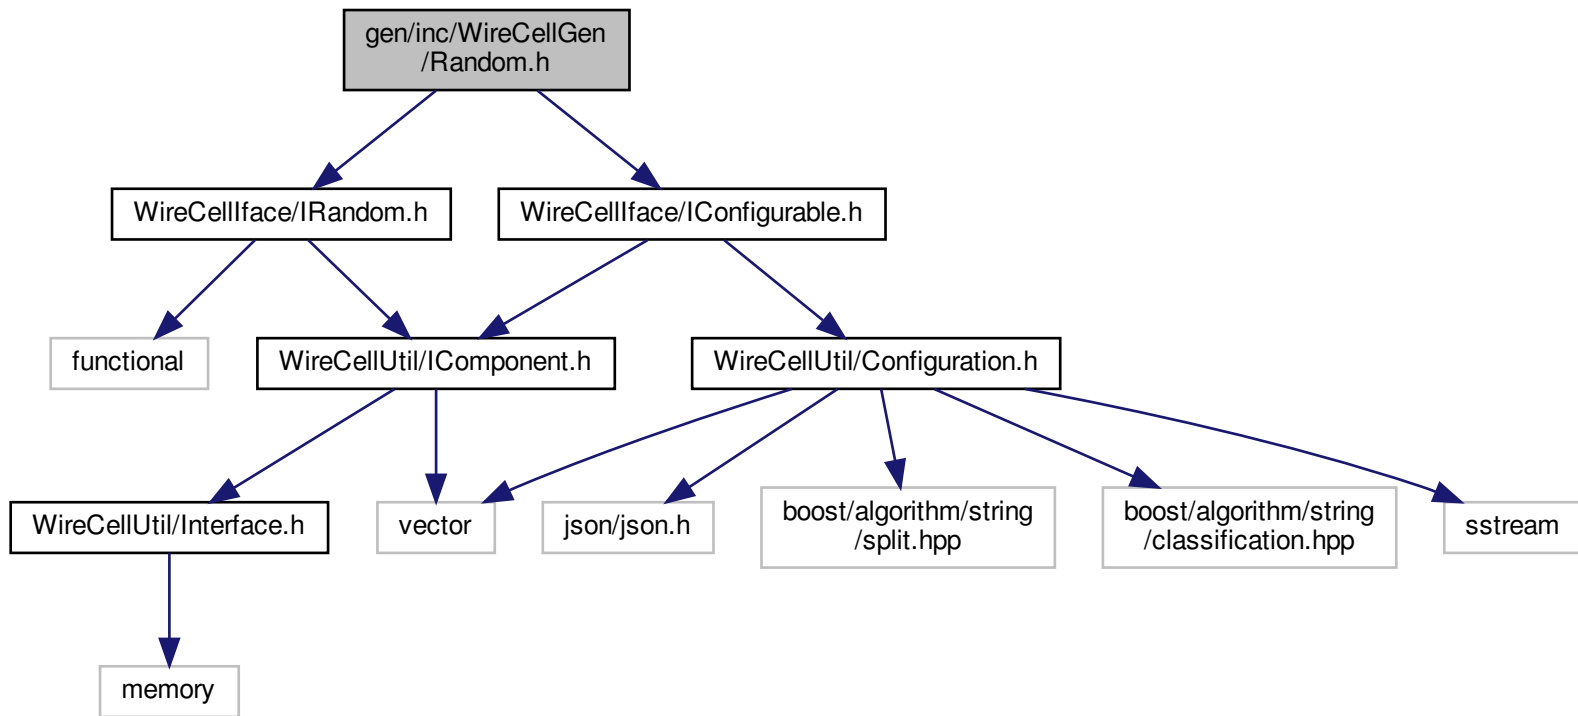 gen/inc/WireCellGen
/Random.h
WireCellIface/IRandom.h
WireCellIface/IConfigurable.h
functional
WireCellUtil/IComponent.h
WireCellUtil/Configuration.h
WireCellUtil/Interface.h
vector
json/json.h
boost/algorithm/string
/split.hpp
boost/algorithm/string
/classification.hpp
sstream
memory